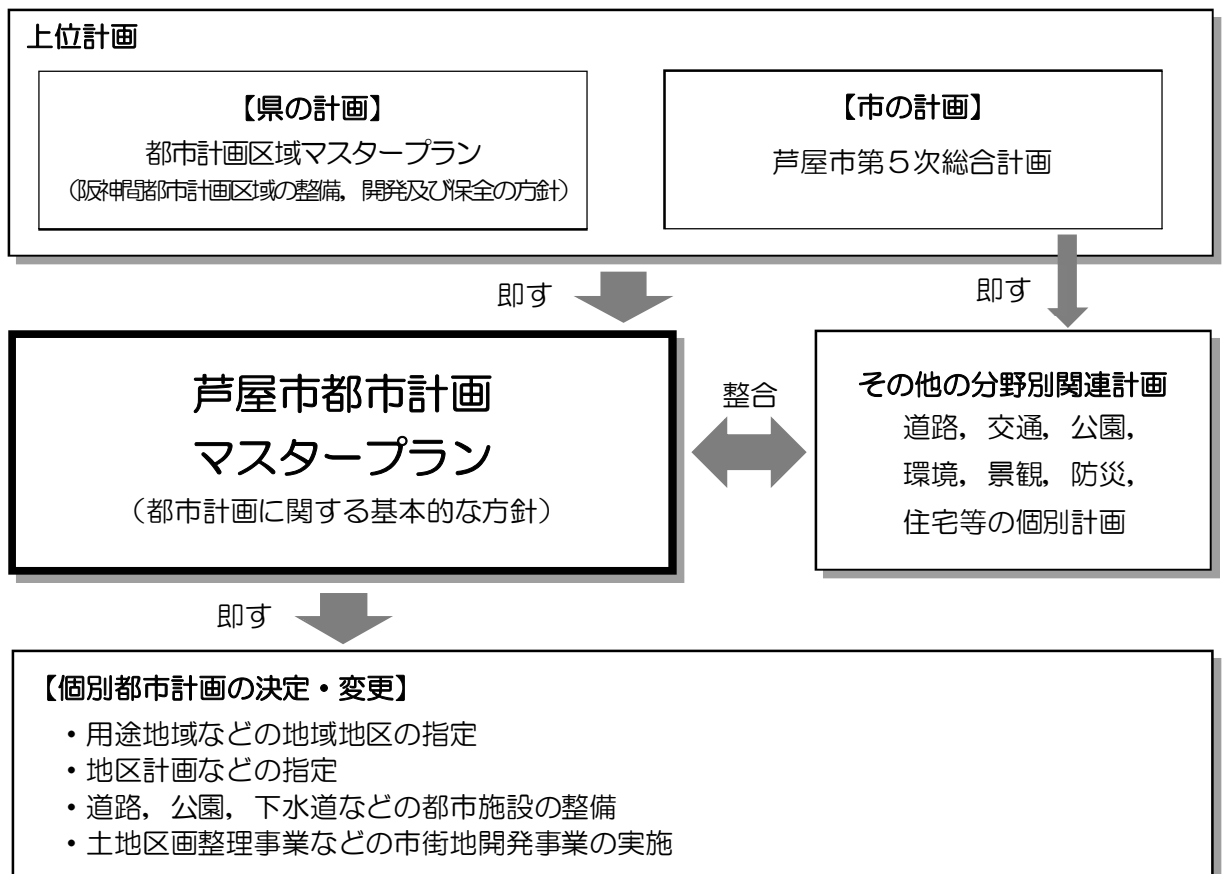 上位計画
【県の計画】
都市計画区域マスタープラン
（阪神間都市計画区域の整備，開発及び保全の方針）
【市の計画】
芦屋市第５次総合計画
即す
即す
芦屋市都市計画
マスタープラン
（都市計画に関する基本的な方針）
整合
その他の分野別関連計画
道路，交通，公園，
環境，景観，防災，
住宅等の個別計画
即す
【個別都市計画の決定・変更】
・用途地域などの地域地区の指定
・地区計画などの指定
・道路，公園，下水道などの都市施設の整備
・土地区画整理事業などの市街地開発事業の実施